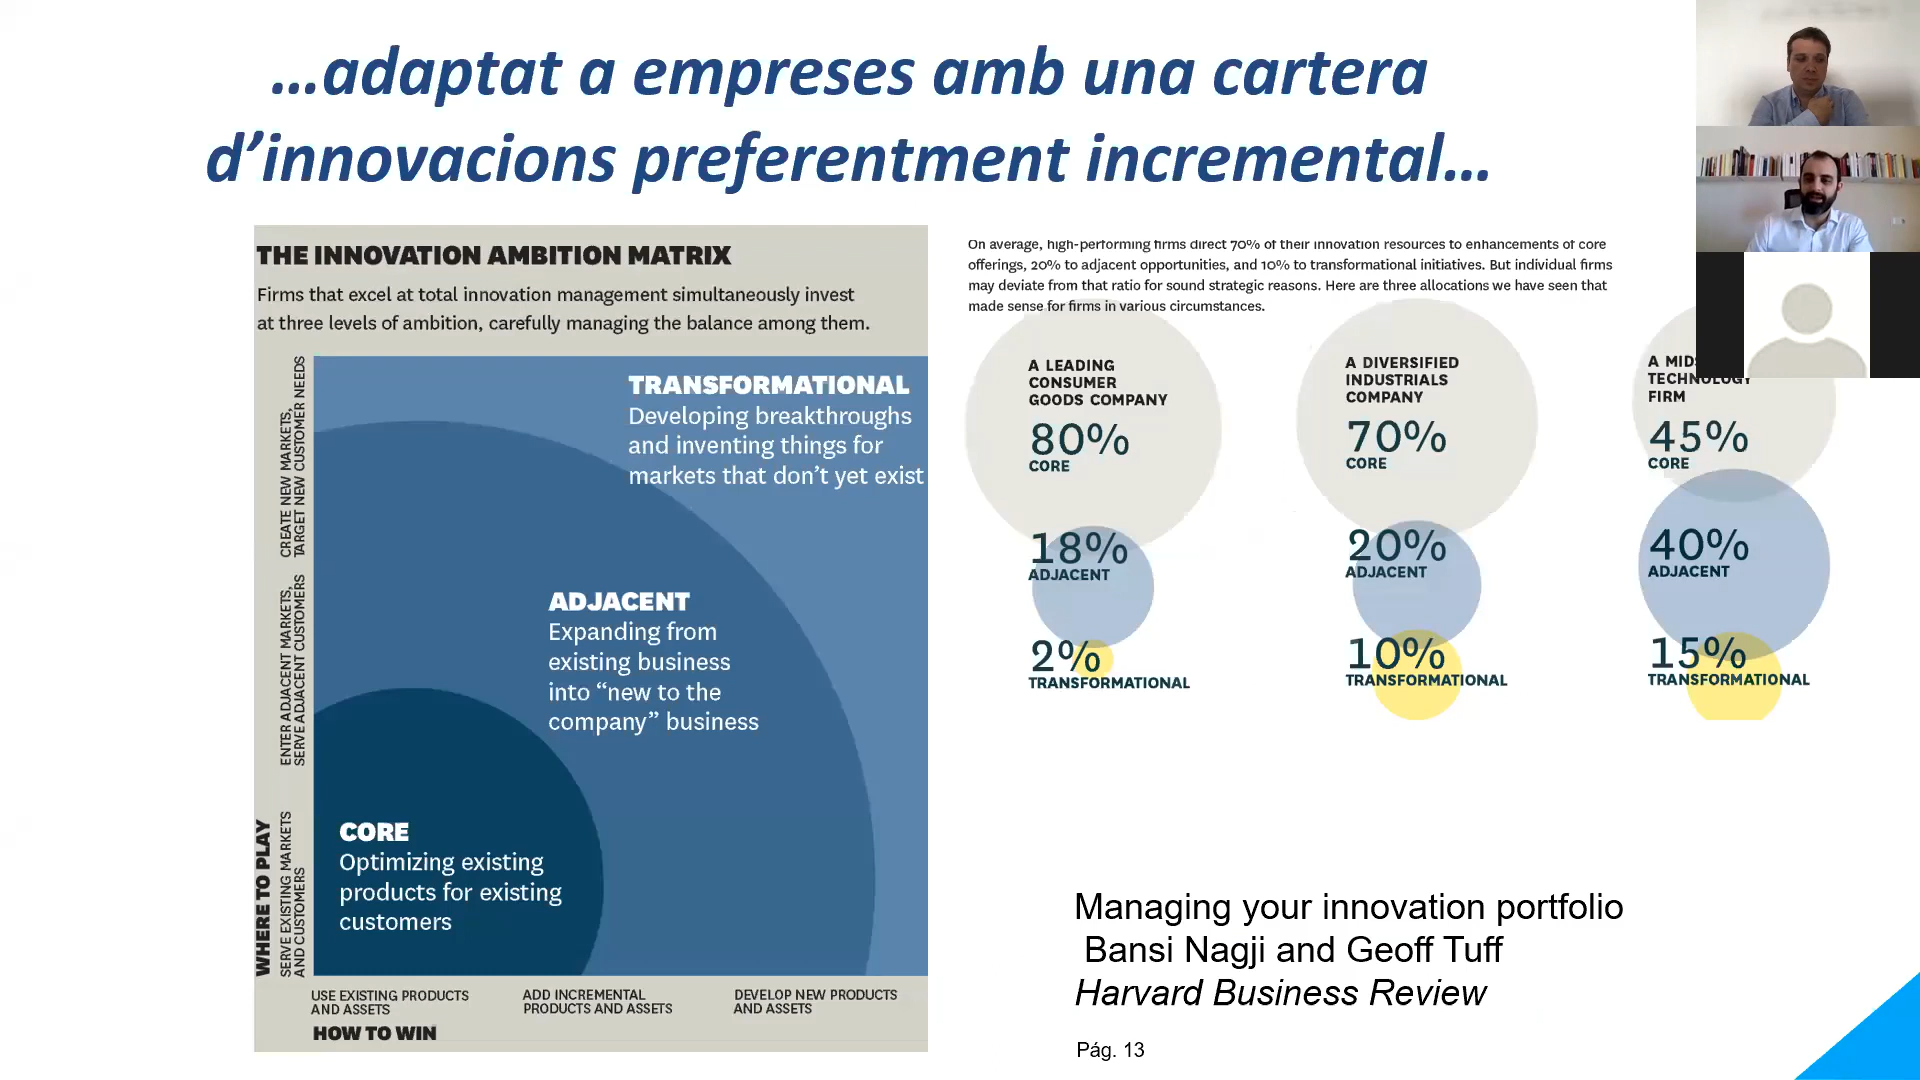 ...adaptat a empreses amb una cartera
d’innovacions preferentment incremental...
THE INNOVATION AMBITION MATRIX
Firms that excel at total innovation management simultaneously invest
at three levels of ambition, carefully managing the balance among them.
CREATE NEW MARKETS,
TARGET NEW CUSTOMER NEEDS
ENTER ADJACENT MARKETS,
SERVE ADJACENT CUSTOMERS
SERVE EXISTING MARKETS
AND CUSTOMERS
WHERE TO PLAY
TRANSFORMATIONAL
Developing breakthroughs
and inventing things for
markets that don’t yet exist
ADJACENT
Expanding from
existing business
into “new to the
company” business
CORE
Optimizing existing
products for existing
customers
USE EXISTING PRODUCTS
AND ASSETS
ADD INCREMENTAL
PRODUCTS AND ASSETS
DEVELOP NEW PRODUCTS
AND ASSETS
HOW TO WIN
On average, high-performing firms direct 70% of their innovation resources to enhancements of core
offerings, 20% to adjacent opportunities, and 10% to transformational initiatives. But individual firms
may deviate from that ratio for sound strategic reasons. Here are three allocations we have seen that
made sense for firms in various circumstances.
A LEADING
CONSUMER
GOODS COMPANY
80%
CORE
18%
ADJACENT
2%
TRANSFORMATIONAL
A DIVERSIFIED
INDUSTRIALS
COMPANY
70%
CORE
20%
ADJACENT
10%
TRANSFORMATIONAL
A
TECHNOLOGY
FIRM
45%
CORE
40%
ADJACENT
15%
TRANSFORMATIONAL
Managing your innovation portfolio
Bansi Nagji and Geoff Tuff
Harvard Business Review
Pág. 13